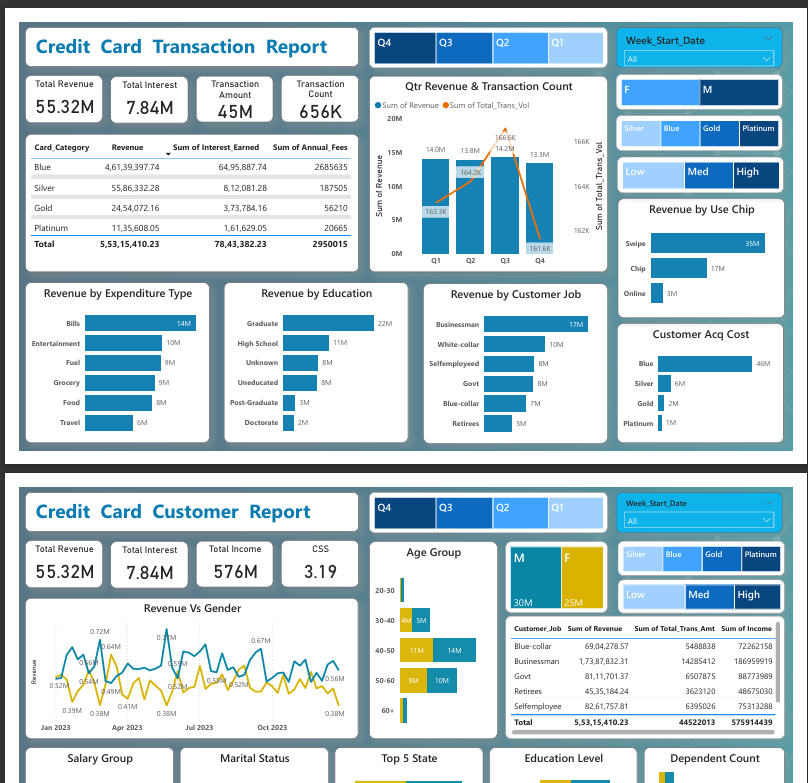 Credit Card Transaction Report
Q4 Q3 Q2 Q1
Week_Start_Date
All
F M
Silver Blue Gold Platinum
Low Med High
Total Revenue
55.32M
Total Interest
7.84M
Transaction Amount
45M
Transaction Count
656K
Card_Category Revenue Sum of Interest_Earned Sum of Annual_Fees
Blue 4,61,39,397.74 64,95,887.74 2685635
Silver 55,86,332.28 8,12,081.28 187505
Gold 24,54,072.16 3,73,784.16 56210
Platinum 11,35,608.05 1,61,629.05 20665
Total 5,53,15,410.23 78,43,382.23 2950015
Qtr Revenue & Transaction Count
Sum of Revenue Sum of Total_Trans_Vol
Sum of Revenue
20M
15M
10M
5M
0M
14.0M 13.8M 14.2M 13.3M
163.3K 164.2K 166.6K 161.6K
Q1 Q2 Q3 Q4
166K
164K
162K
Sum of Total_Trans_Vol
Revenue by Use Chip
Swipe 35M
Chip 17M
Online 3M
Revenue by Expenditure Type
Bills 14M
Entertainment 10M
Fuel 9M
Grocery 9M
Food 8M
Travel 6M
Revenue by Education
Graduate 22M
High School 11M
Unknown 8M
Uneducated 8M
Post-Graduate 3M
Doctorate 2M
Revenue by Customer Job
Businessman 17M
White-collar 10M
Selfemployeed 8M
Govt 8M
Blue-collar 7M
Retirees 5M
Customer Acq Cost
Blue 46M
Silver 6M
Gold 2M
Platinum 1M
Credit Card Customer Report
Q4 Q3 Q2 Q1
Week_Start_Date
All
Total Revenue
55.32M
Total Interest
7.84M
Total Income
576M
CSS
3.19
Age Group
20-30
30-40 4M 5M
40-50 11M 14M
50-60 9M 10M
60+
M F
30M 25M
Silver Blue Gold Platinum
Low Med High
Revenue Vs Gender
Revenue
0.72M
0.64M
0.67M
0.56M
0.52M
0.39M
0.38M
0.49M
0.41M
0.38M
0.52M
0.38M
Jan 2023 Apr 2023 Jul 2023 Oct 2023
Customer_Job Sum of Revenue Sum of Total_Trans_Amt Sum of Income
Blue-collar 69,04,278.57 5488838 72262158
Businessman 1,73,87,832.31 14285412 186959919
Govt 81,11,701.37 6507875 88773989
Retirees 45,35,184.24 3623120 48675030
Selfemployee 82,61,757.81 6395026 75313288
Total 5,53,15,410.23 44522013 575914439
Salary Group
Marital Status
Top 5 State
Education Level
Dependent Count